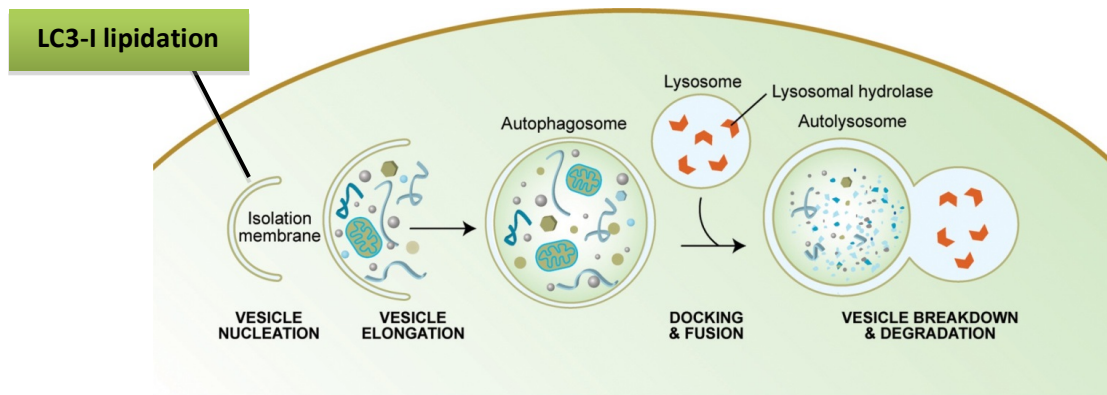 LC3-I lipidation
Lysosome
Lysosomal hydrolase
Autophagosome
Autolysosome
Isolation
membrane
VESICLE
NUCLEATION
VESICLE
ELONGATION
DOCKING
& FUSION
VESICLE BREAKDOWN
& DEGRADATION